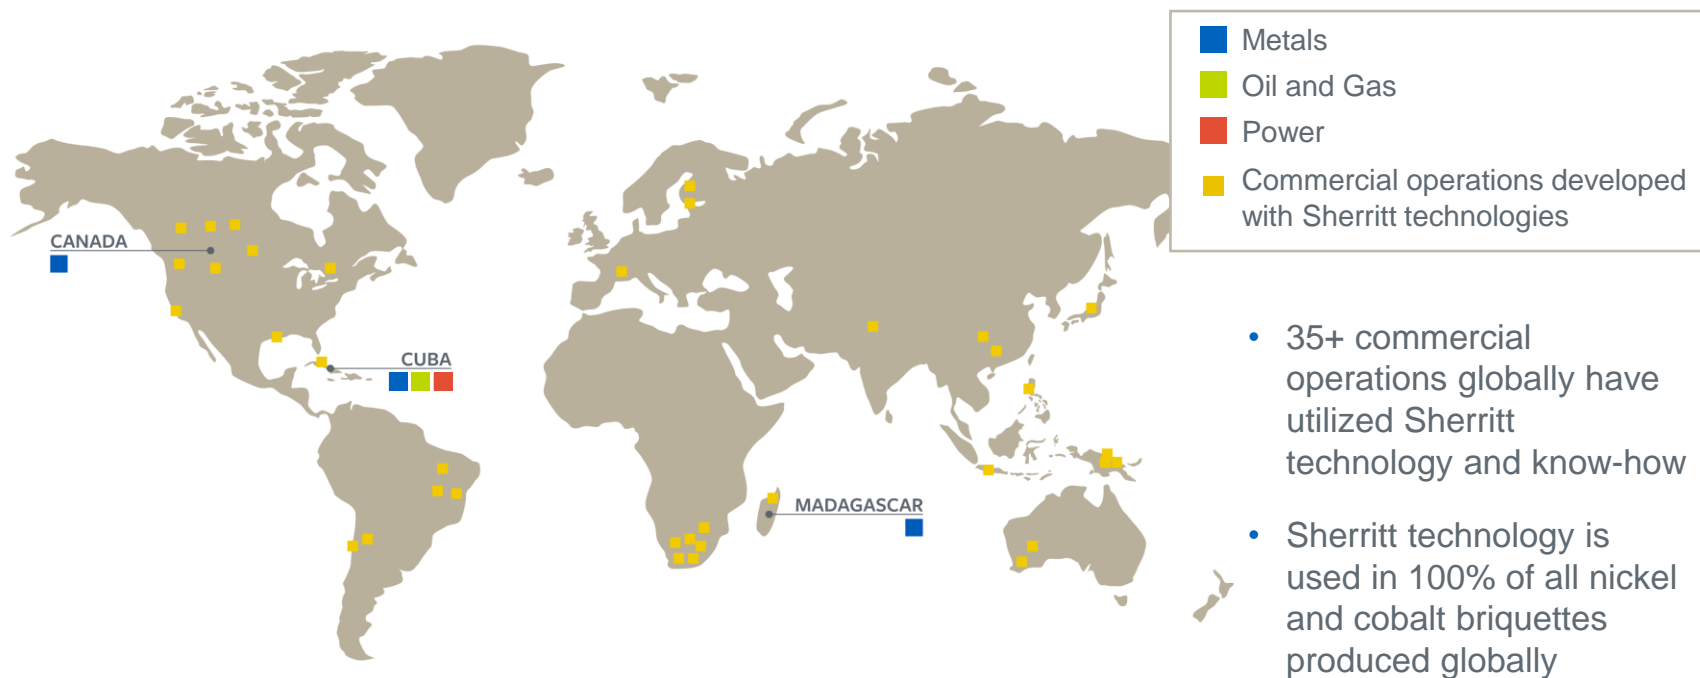 Metals
Oil and Gas
Power
Commercial operations developed
with Sherritt technologies
CANADA
CUBA
MADAGASCAR
• 35+ commercial
operations globally have
utilized Sherritt
technology and know-how
• Sherritt technology is
used in 100% of all nickel
and cobalt briquettes
produced globally